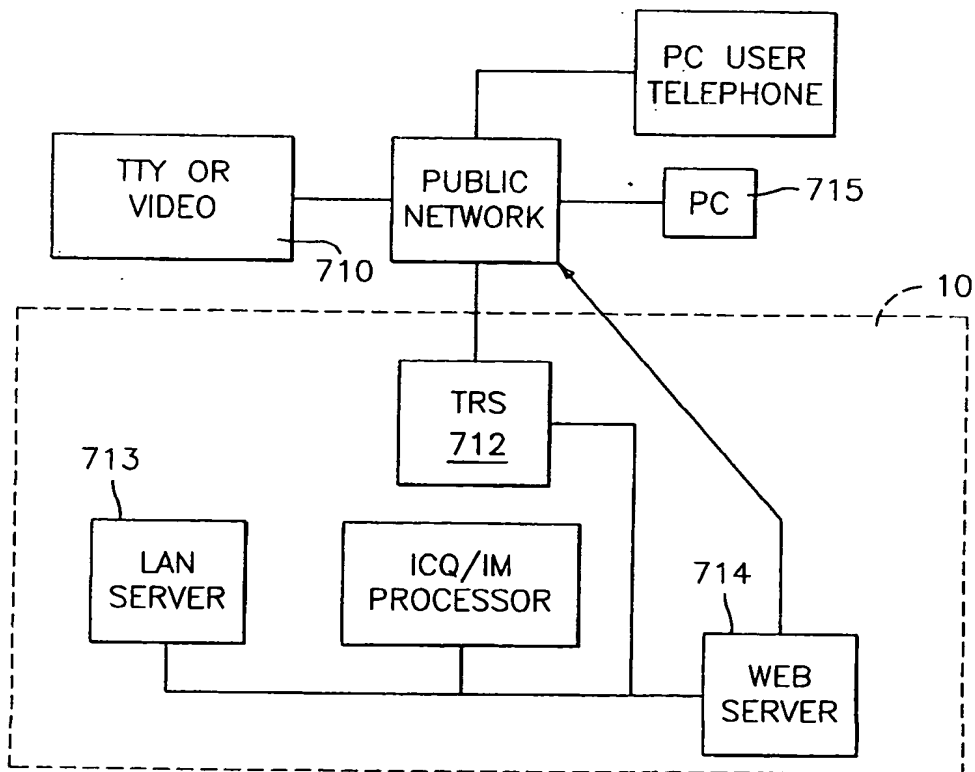 PC USER
TELEPHONE
TTY OR
VIDEO
710
PUBLIC
NETWORK
PC
715
10
TRS
712
713
LAN
SERVER
ICQ/IM
PROCESSOR
714
WEB
SERVER